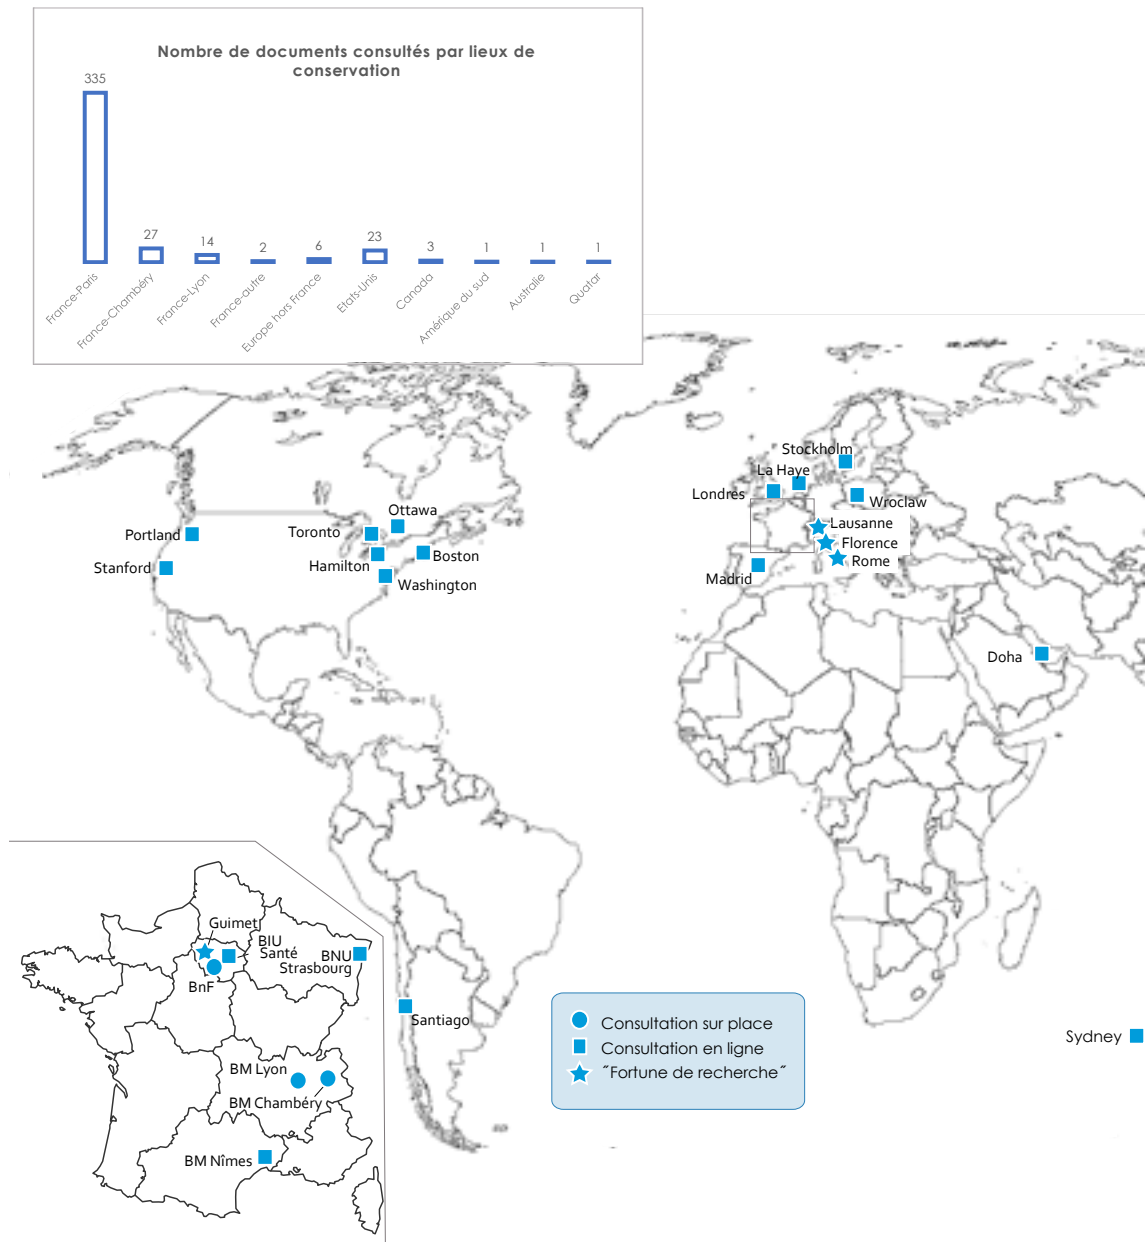 Nombre de documents consultés par lieux de
conservation
335
27
14
2
6
23
3
1
1
1
France-Paris
France-Chambéry
France-Lyon
France-autre
Europe hors France
Etats-Unis
Canada
Amérique du sud
Australie
Quatar
Stockholm
La Haye
Londres
Wroclaw
Lausanne
Florence
Rome
Madrid
Portland
Stanford
Toronto
Ottawa
Hamilton
Boston
Washington
Doha
Santiago
Sydney
Guimet
BIU
Santé
BnF
BNU
Strasbourg
BM Lyon
BM Chambéry
BM Nîmes
Consultation sur place
Consultation en ligne
˝Fortune de recherche˝